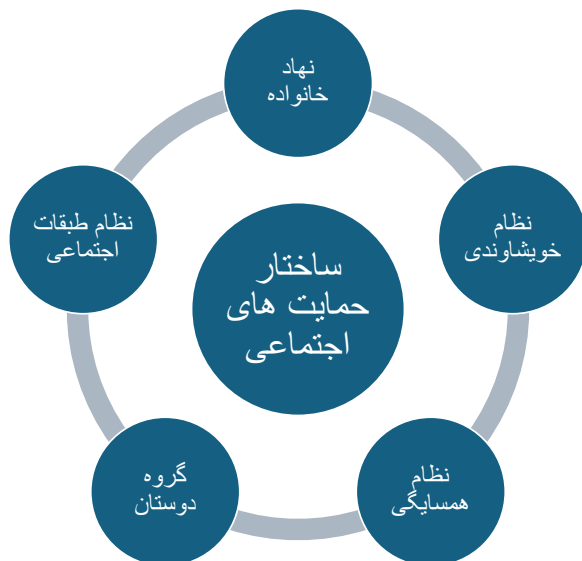 نهاد
خانواده
نظام
خویشاوندی
نظام
همسایگی
گروه
دوستان
نظام طبقات
اجتماعی
ساختار
حمایت های
اجتماعی